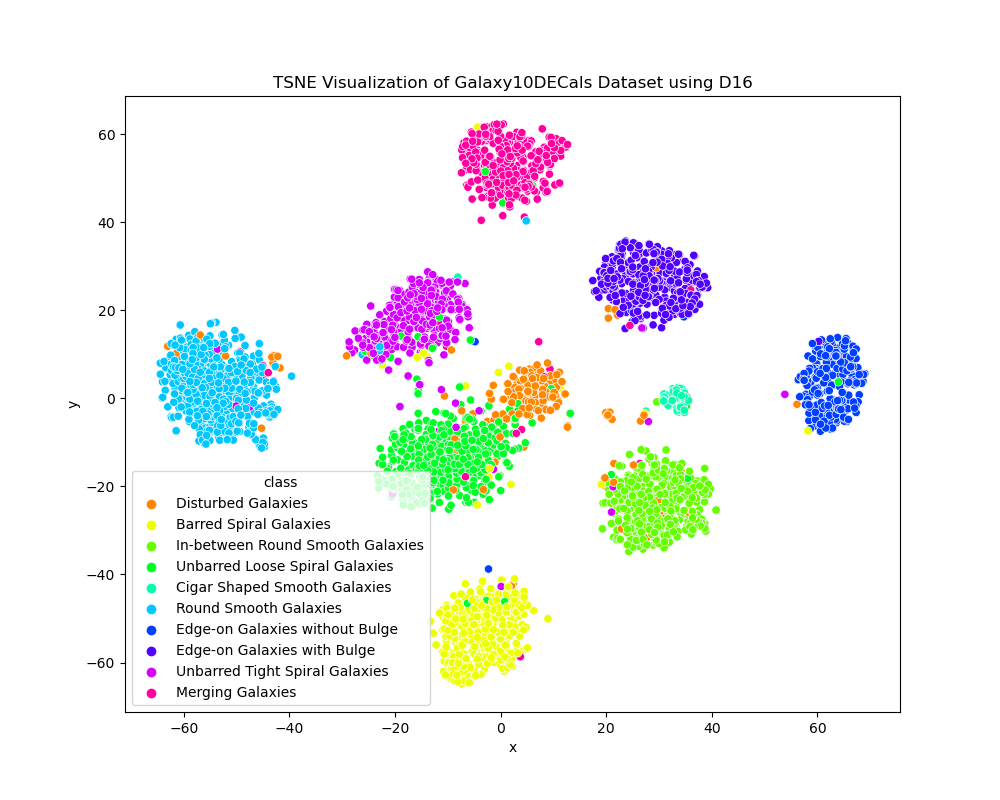 TSNE Visualization of Galaxy10DECals Dataset using D16
60
40
20
0
−20
−40
−60
y
class
Disturbed Galaxies
Barred Spiral Galaxies
In-between Round Smooth Galaxies
Unbarred Loose Spiral Galaxies
Cigar Shaped Smooth Galaxies
Round Smooth Galaxies
Edge-on Galaxies without Bulge
Edge-on Galaxies with Bulge
Unbarred Tight Spiral Galaxies
Merging Galaxies
−60 −40 −20 0 20 40 60
x